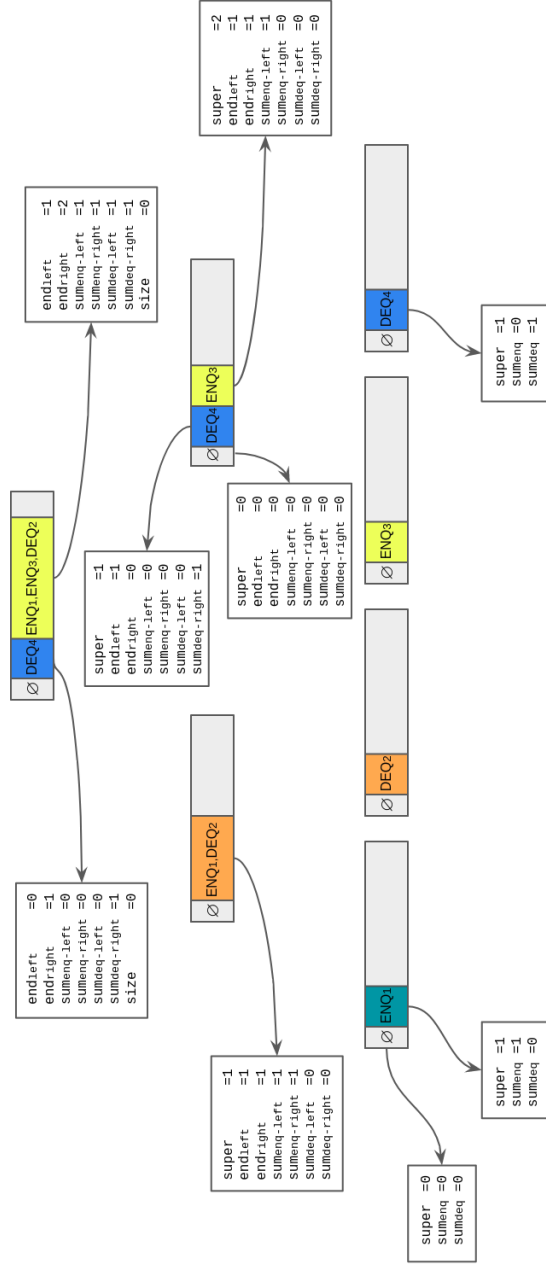 ∅ DEQ4 ENQ1,ENQ3,DEQ2
endleft =0
endright =1
sumenq-left =0
sumenq-right =0
sumdeq-left =0
sumdeq-right =1
size =0
endleft =1
endright =2
sumenq-left =1
sumenq-right =1
sumdeq-left =1
sumdeq-right =1
size =0
super =1
endleft =1
endright =0
sumenq-left =0
sumenq-right =0
sumdeq-left =0
sumdeq-right =1
∅ ENQ1,DEQ2
∅ DEQ4 ENQ3
super =2
endleft =1
endright =1
sumenq-left =1
sumenq-right =0
sumdeq-left =0
sumdeq-right =0
super =1
endleft =1
endright =1
sumenq-left =1
sumenq-right =1
sumdeq-left =0
sumdeq-right =0
super =0
endleft =0
endright =0
sumenq-left =0
sumenq-right =0
sumdeq-left =0
sumdeq-right =0
∅ ENQ1
∅ DEQ2
∅ ENQ3
∅ DEQ4
super =0
sumenq =0
sumdeq =0
super =1
sumenq =1
sumdeq =0
super =1
sumenq =0
sumdeq =1